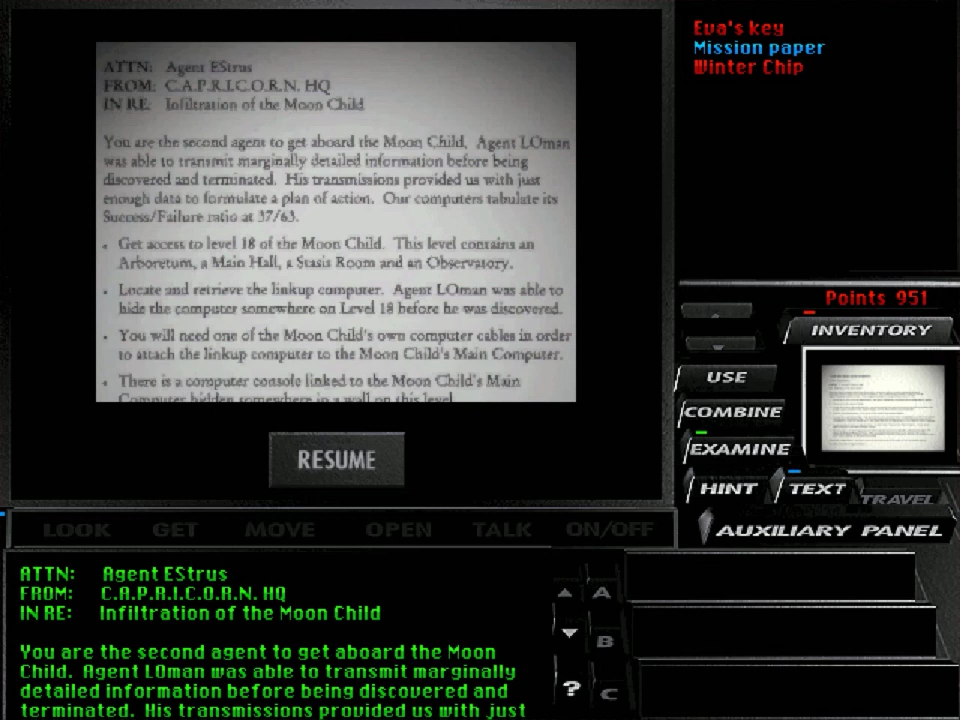 ATTN: Agent EStrus
FROM: C.A.P.R.I.C.O.R.N. HQ
IN RE: Infiltration of the Moon Child
You are the second agent to get aboard the Moon Child. Agent LOman
was able to transmit marginally detailed information before being
discovered and terminated. His transmissions provided us with just
enough data to formulate a plan of action. Our computers tabulate its
Success/Failure ratio at 37/63.
• Get access to level 18 of the Moon Child. This level contains an
Arboretum, a Main Hall, a Stasis Room and an Observatory.
• Locate and retrieve the linkup computer. Agent LOman was able to
hide the computer somewhere on Level 18 before he was discovered.
• You will need one of the Moon Child's own computer cables in order
to attach the linkup computer to the Moon Child's Main Computer.
• There is a computer console linked to the Moon Child's Main
Computer hidden somewhere in a wall on this level.
RESUME
Eva's key
Mission paper
Winter Chip
Points 951
INVENTORY
USE
COMBINE
EXAMINE
HINT TEXT TRAVEL
AUXILIARY PANEL
LOOK GET MOVE OPEN TALK ON/OFF
ATTN: Agent EStrus
FROM: C.A.P.R.I.C.O.R.N. HQ
IN RE: Infiltration of the Moon Child
You are the second agent to get aboard the Moon
Child. Agent LOman was able to transmit marginally
detailed information before being discovered and
terminated. His transmissions provided us with just
A
B
? C